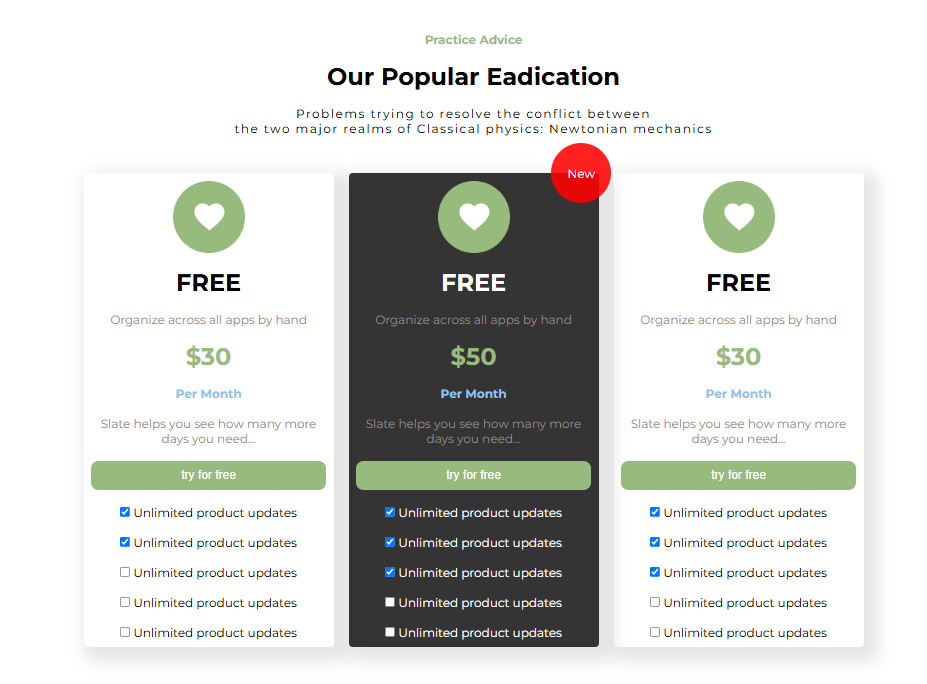 Practice Advice
Our Popular Eadication
Problems trying to resolve the conflict between
the two major realms of Classical physics: Newtonian mechanics
FREE
Organize across all apps by hand
$30
Per Month
Slate helps you see how many more
days you need...
try for free
Unlimited product updates
Unlimited product updates
Unlimited product updates
Unlimited product updates
Unlimited product updates
New
FREE
Organize across all apps by hand
$50
Per Month
Slate helps you see how many more
days you need...
try for free
Unlimited product updates
Unlimited product updates
Unlimited product updates
Unlimited product updates
Unlimited product updates
FREE
Organize across all apps by hand
$30
Per Month
Slate helps you see how many more
days you need...
try for free
Unlimited product updates
Unlimited product updates
Unlimited product updates
Unlimited product updates
Unlimited product updates